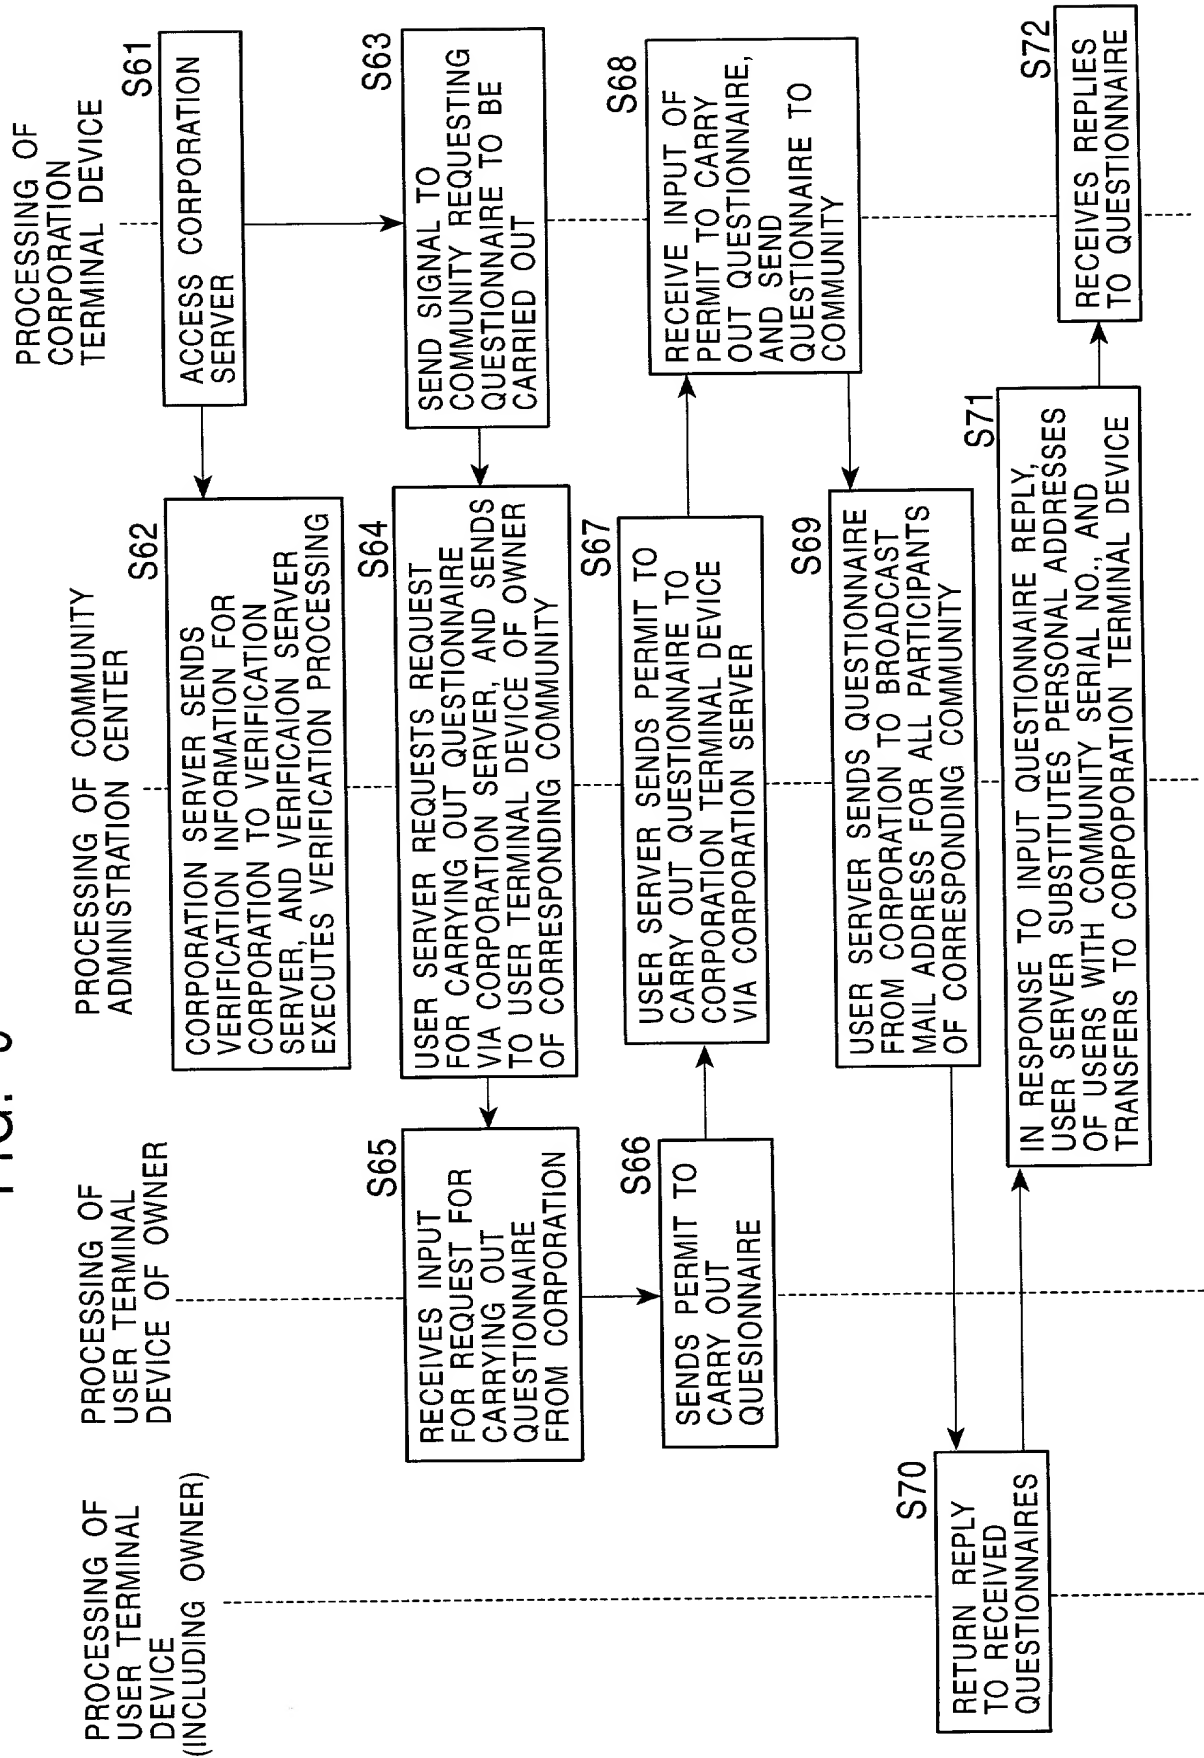 PROCESSING OF
USER TERMINAL
DEVICE
(INCLUDING OWNER)
PROCESSING OF
USER TERMINAL
DEVICE OF OWNER
PROCESSING OF COMMUNITY
ADMINISTRATION CENTER
PROCESSING OF
CORPORATION
TERMINAL DEVICE
S61
ACCESS CORPORATION
SERVER
S62
CORPORATION SERVER SENDS
VERIFICATION INFORMATION FOR
CORPORATION TO VERIFICATION
SERVER, AND VERIFICAION SERVER
EXECUTES VERIFICATION PROCESSING
S63
SEND SIGNAL TO
COMMUNITY REQUESTING
QUESTIONNAIRE TO BE
CARRIED OUT
S64
USER SERVER REQUESTS REQUEST
FOR CARRYING OUT QUESTIONNAIRE
VIA CORPORATION SERVER, AND SENDS
TO USER TERMINAL DEVICE OF OWNER
OF CORRESPONDING COMMUNITY
S65
RECEIVES INPUT
FOR REQUEST FOR
CARRYING OUT
QUESTIONNAIRE
FROM CORPORATION
S66
SENDS PERMIT TO
CARRY OUT
QUESIONNAIRE
S67
USER SERVER SENDS PERMIT TO
CARRY OUT QUESTIONNAIRE TO
CORPORATION TERMINAL DEVICE
VIA CORPORATION SERVER
S68
RECEIVE INPUT OF
PERMIT TO CARRY
OUT QUESTIONNAIRE,
AND SEND
QUESTIONNAIRE TO
COMMUNITY
S69
USER SERVER SENDS QUESTIONNAIRE
FROM CORPORATION TO BROADCAST
MAIL ADDRESS FOR ALL PARTICIPANTS
OF CORRESPONDING COMMUNITY
S70
RETURN REPLY
TO RECEIVED
QUESTIONNAIRES
S71
IN RESPONSE TO INPUT QUESTIONNAIRE REPLY,
USER SERVER SUBSTITUTES PERSONAL ADDRESSES
OF USERS WITH COMMUNITY SERIAL NO., AND
TRANSFERS TO CORPOPORATION TERMINAL DEVICE
S72
RECEIVES REPLIES
TO QUESTIONNAIRE